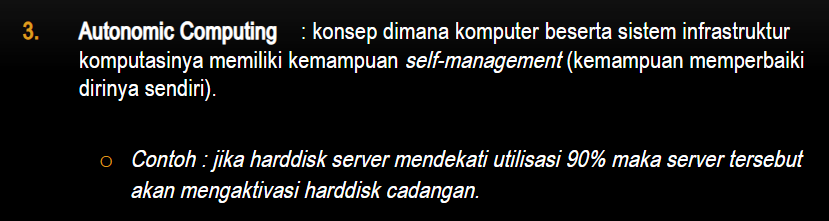 3. Autonomic Computing : konsep dimana komputer beserta sistem infrastruktur
komputasinya memiliki kemampuan self-management (kemampuan memperbaiki
dirinya sendiri).
o Contoh : jika harddisk server mendekati utilisasi 90% maka server tersebut
akan mengaktivasi harddisk cadangan.